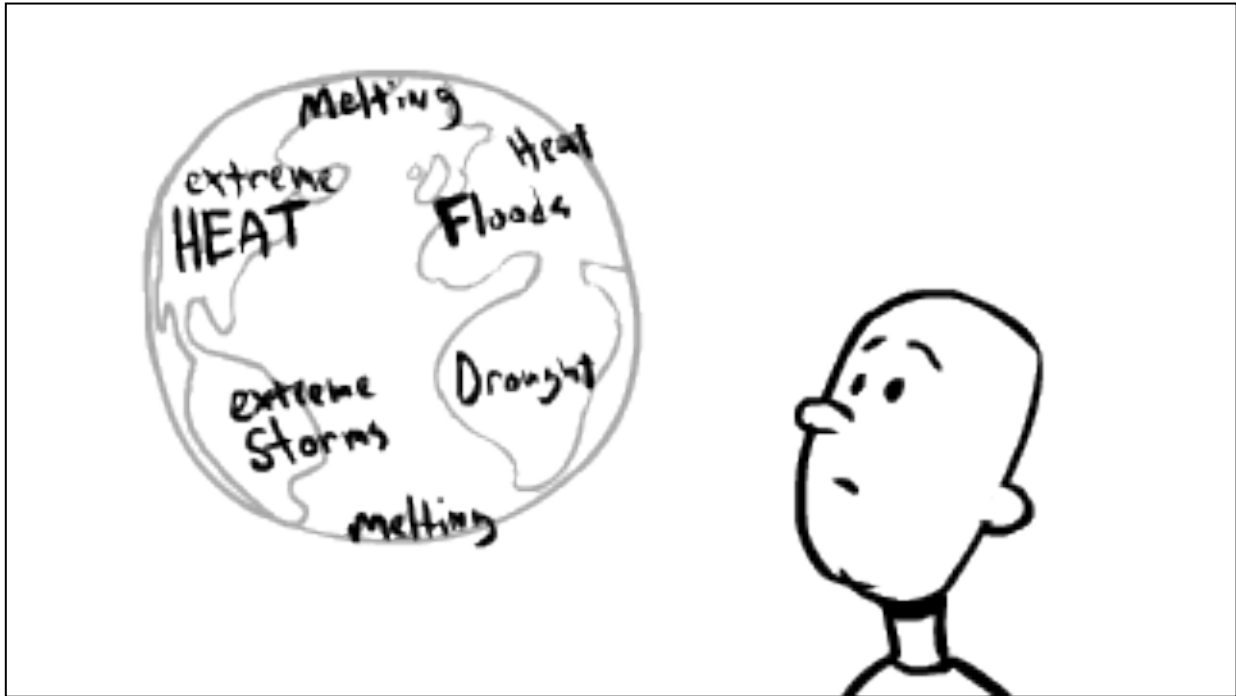 Melting
Heat
extreme
HEAT
Floods
Drought
extreme
Storms
melting